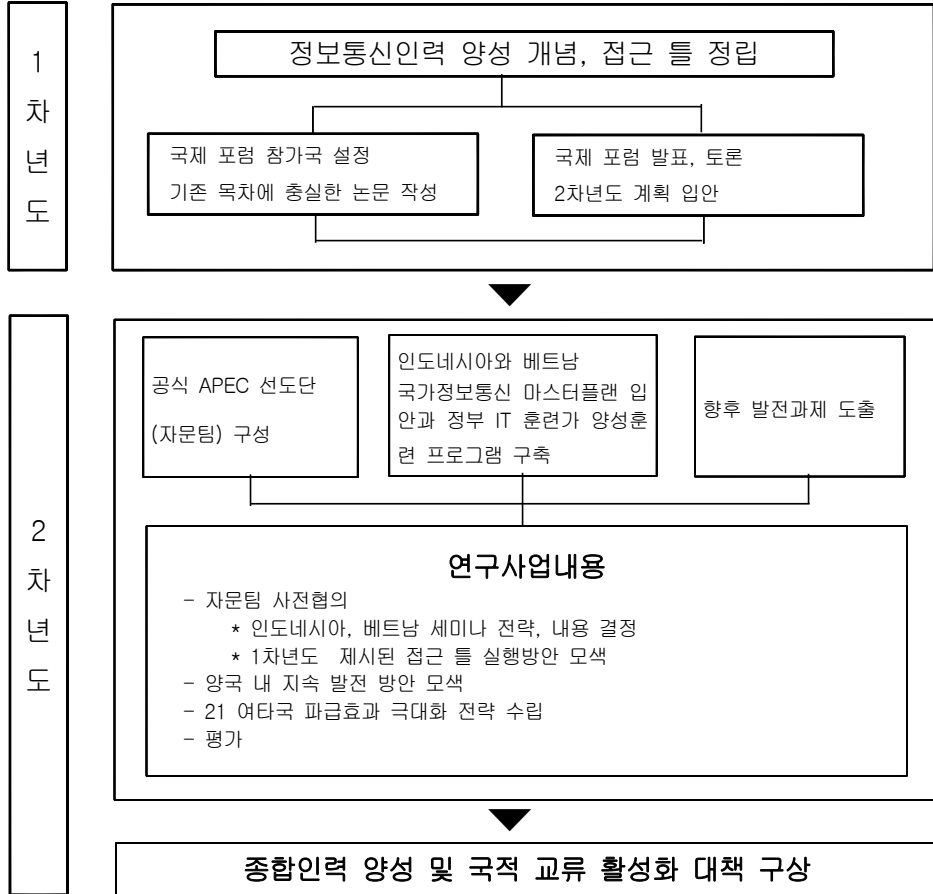 1
차
년
도
정보통신인력 양성 개념, 접근 틀 정립
국제 포럼 참가국 설정
기존 목차에 충실한 논문 작성
국제 포럼 발표, 토론
2차년도 계획 입안
2
차
년
도
공식 APEC 선도단
(자문팀) 구성
인도네시아와 베트남
국가정보통신 마스터플랜 입
안과 정부 IT 훈련가 양성훈
련 프로그램 구축
향후 발전과제 도출
연구사업내용
- 자문팀 사전협의
* 인도네시아, 베트남 세미나 전략, 내용 결정
* 1차년도 제시된 접근 틀 실행방안 모색
- 양국 내 지속 발전 방안 모색
- 21 여타국 파급효과 극대화 전략 수립
- 평가
종합인력 양성 및 국적 교류 활성화 대책 구상